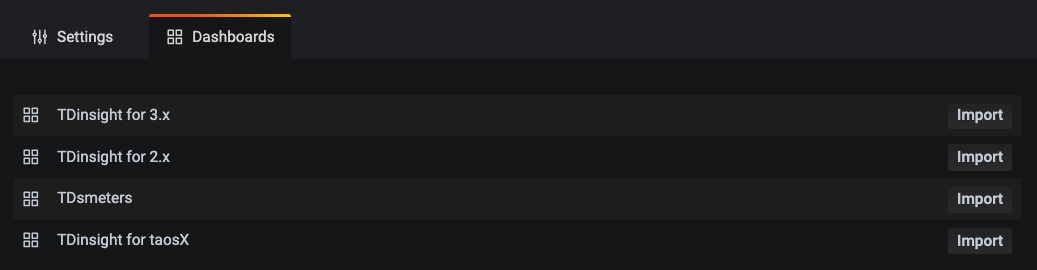 Settings
Dashboards
TDinsight for 3.x
Import
TDinsight for 2.x
Import
TDsmeters
Import
TDinsight for taosX
Import